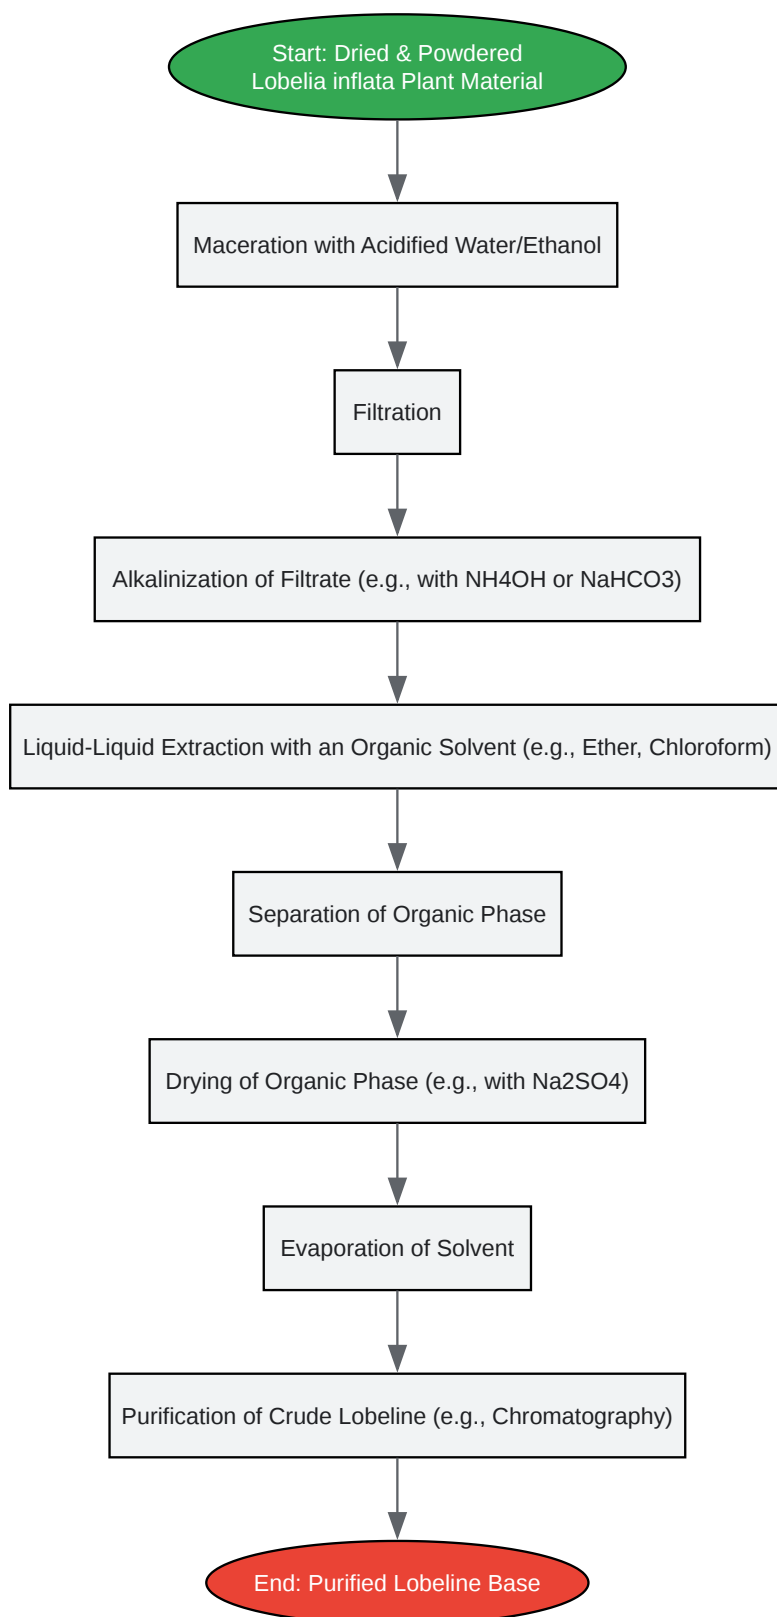 Start: Dried & Powdered
Lobelia inflata Plant Material
Maceration with Acidified Water/Ethanol
Filtration
Alkalinization of Filtrate (e.g., with NH4OH or NaHCO3)
Liquid-Liquid Extraction with an Organic Solvent (e.g., Ether, Chloroform)
Separation of Organic Phase
Drying of Organic Phase (e.g., with Na2SO4)
Evaporation of Solvent
Purification of Crude Lobeline (e.g., Chromatography)
End: Purified Lobeline Base